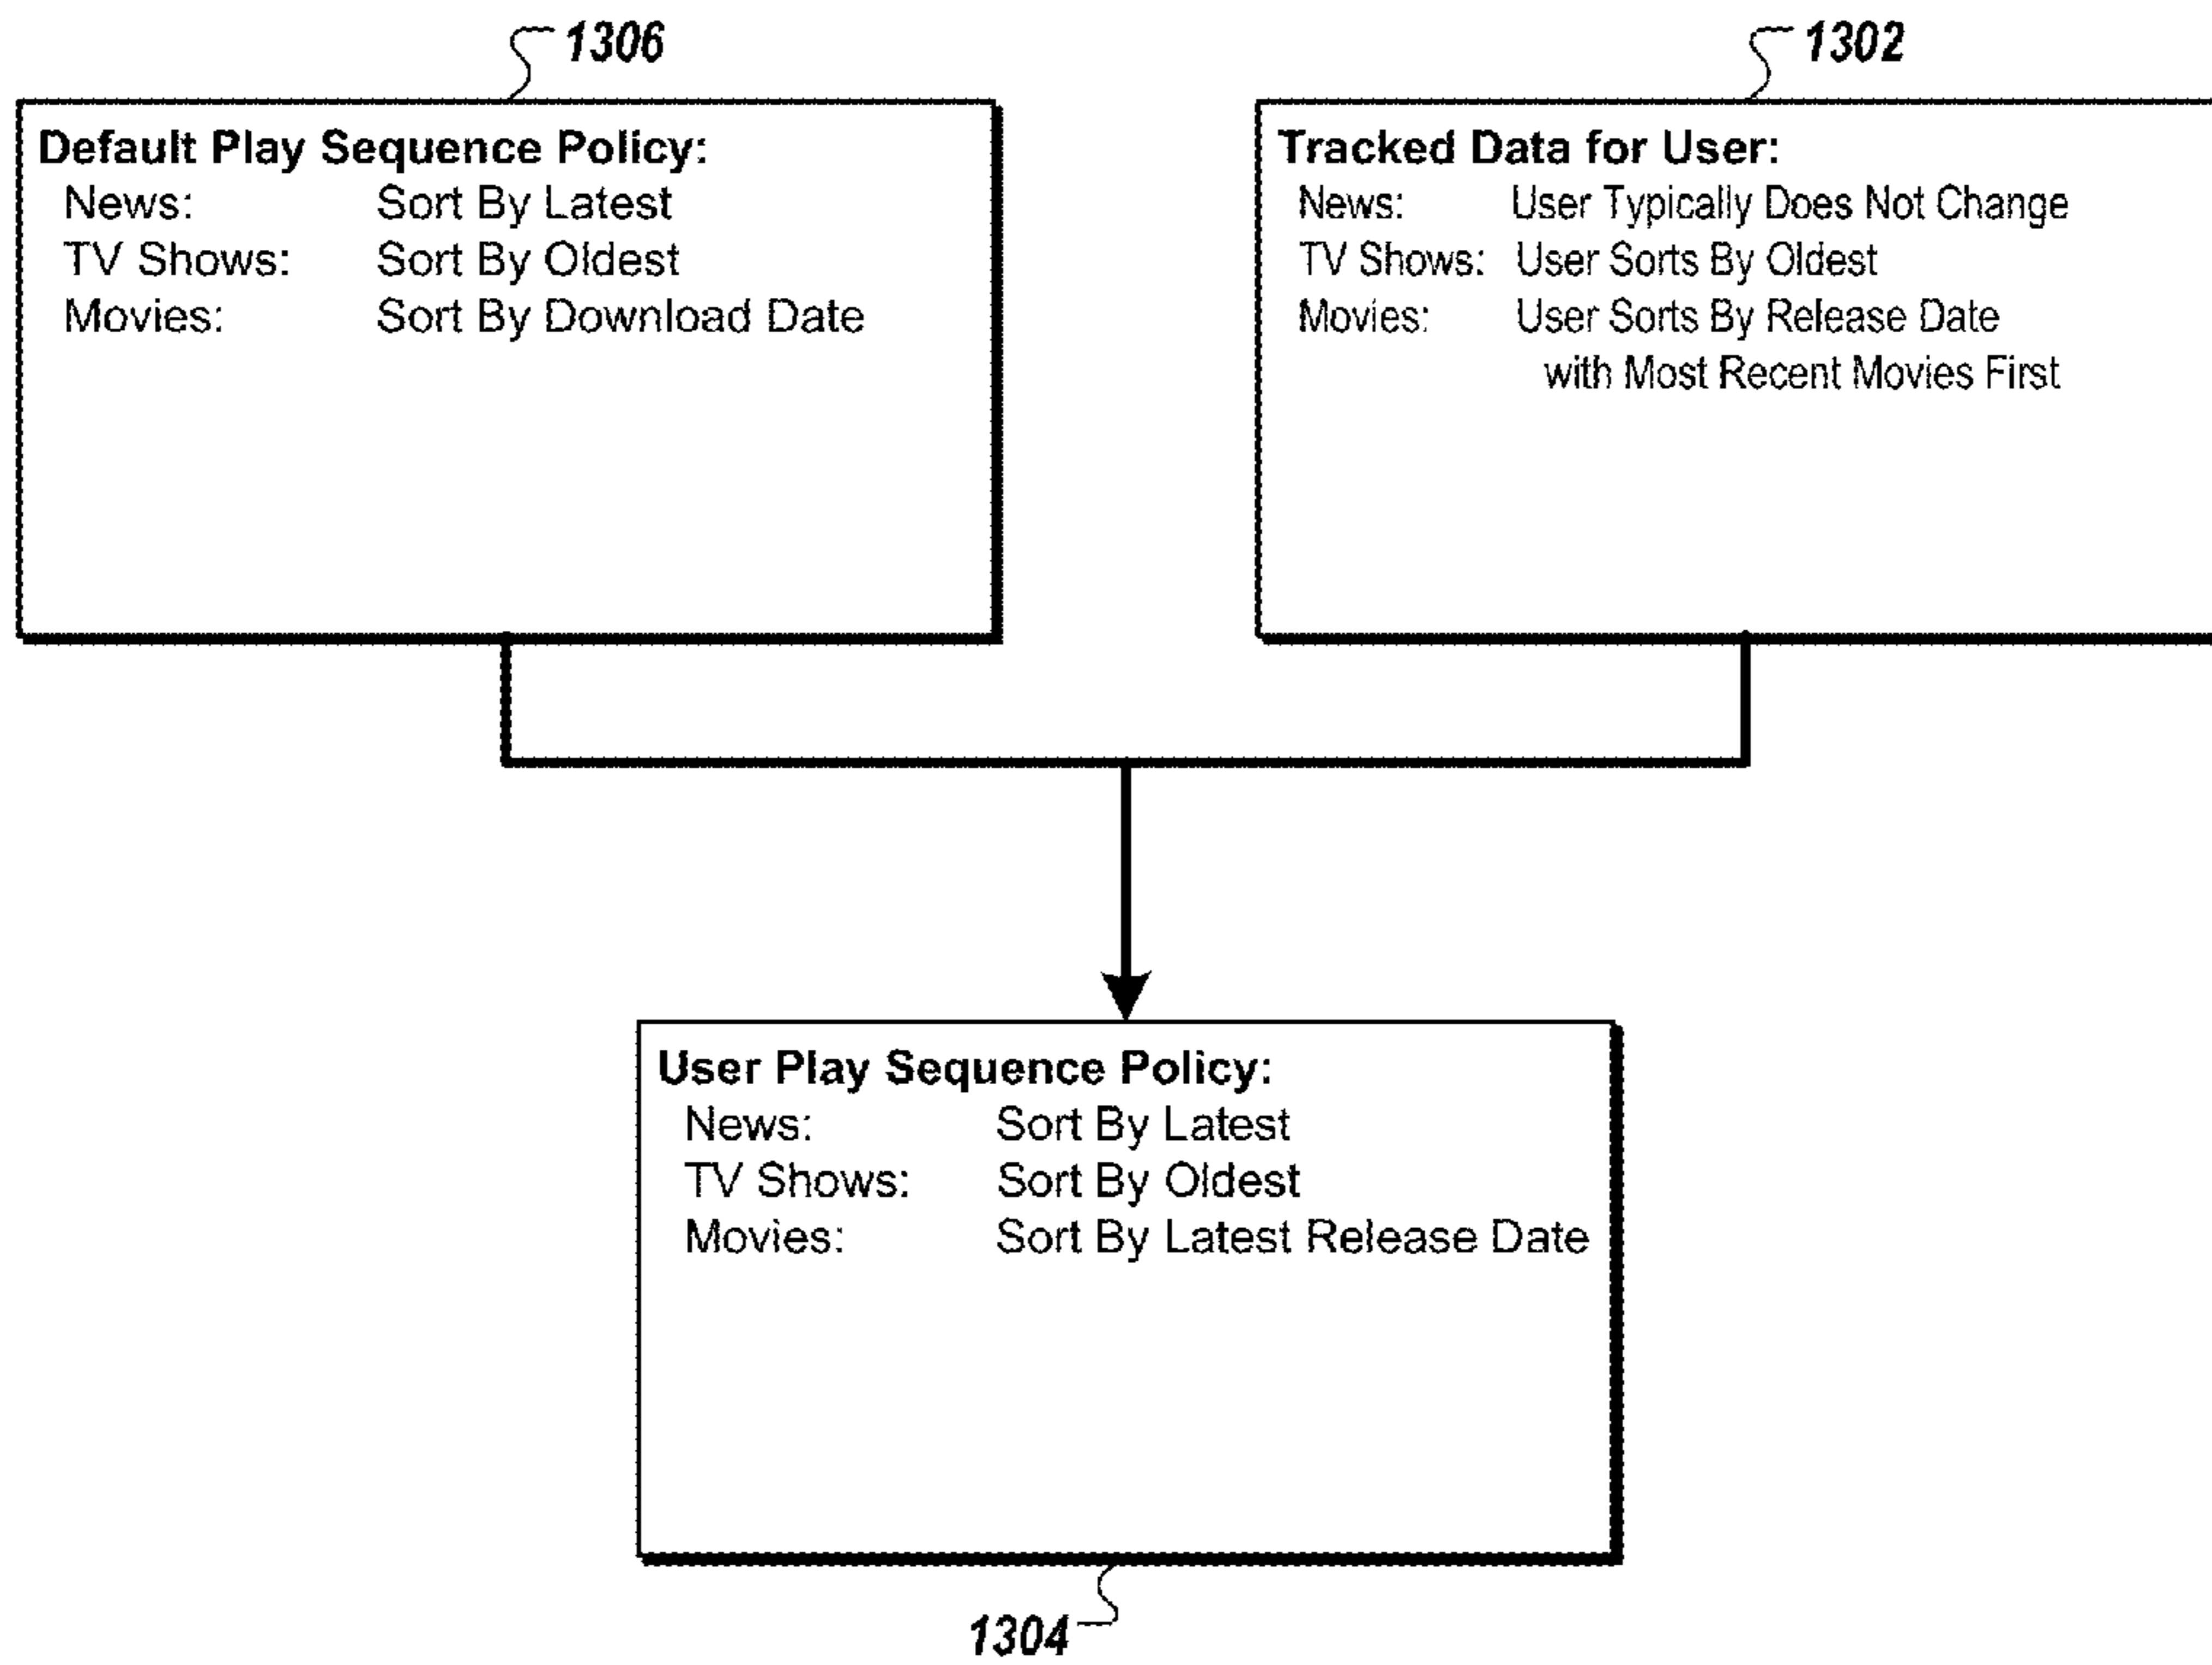 1306
Default Play Sequence Policy:
News: Sort By Latest
TV Shows: Sort By Oldest
Movies: Sort By Download Date
1302
Tracked Data for User:
News: User Typically Does Not Change
TV Shows: User Sorts By Oldest
Movies: User Sorts By Release Date
with Most Recent Movies First
User Play Sequence Policy:
News: Sort By Latest
TV Shows: Sort By Oldest
Movies: Sort By Latest Release Date
1304